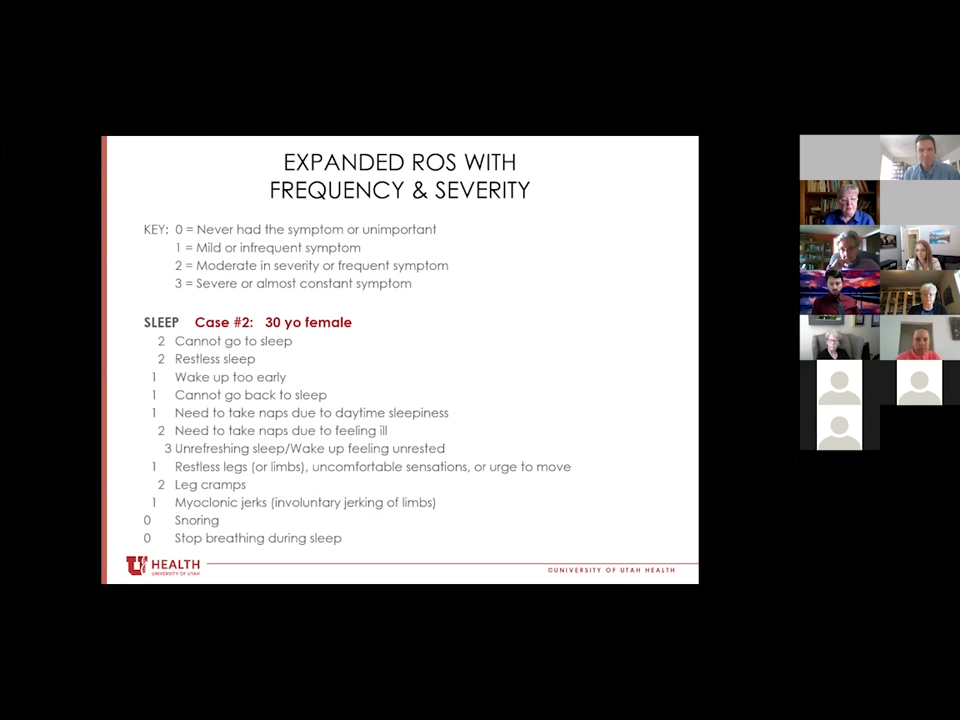 EXPANDED ROS WITH
FREQUENCY & SEVERITY
KEY: 0 = Never had the symptom or unimportant
1 = Mild or infrequent symptom
2 = Moderate in severity or frequent symptom
3 = Severe or almost constant symptom
SLEEP Case #2: 30 yo female
2 Cannot go to sleep
2 Restless sleep
1 Wake up too early
1 Cannot go back to sleep
1 Need to take naps due to daytime sleepiness
2 Need to take naps due to feeling ill
3 Unrefreshing sleep/Wake up feeling unrested
1 Restless legs (or limbs), uncomfortable sensations, or urge to move
2 Leg cramps
1 Myoclonic jerks (involuntary jerking of limbs)
0 Snoring
0 Stop breathing during sleep
U HEALTH
UNIVERSITY OF UTAH
©UNIVERSITY OF UTAH HEALTH